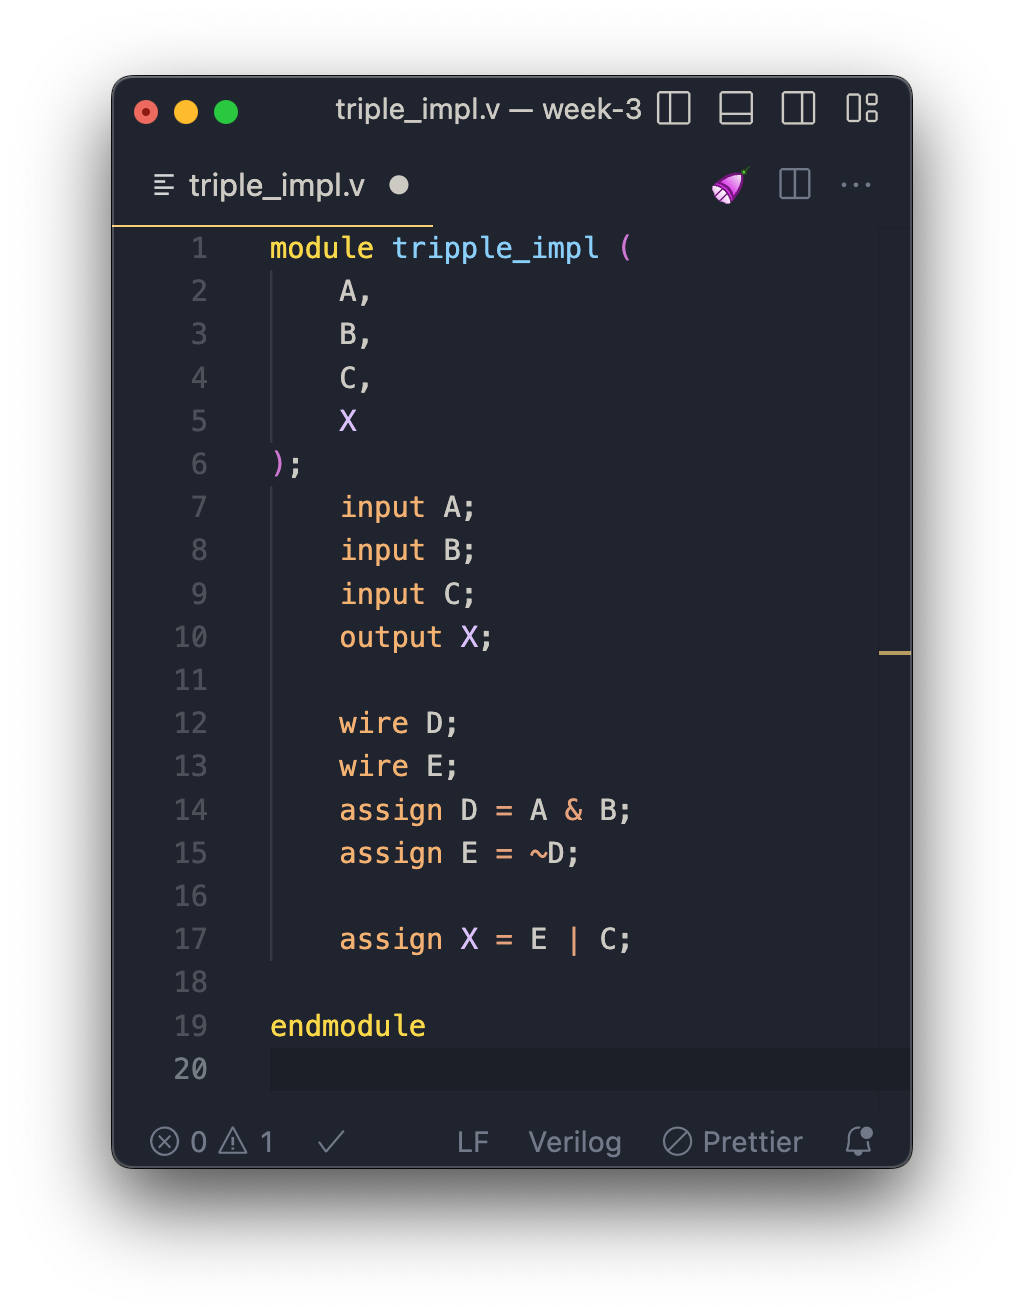 triple_impl.v — week-3
triple_impl.v
1 module tripple_impl (
2 A,
3 B,
4 C,
5 X
6 );
7 input A;
8 input B;
9 input C;
10 output X;
11
12 wire D;
13 wire E;
14 assign D = A & B;
15 assign E = ~D;
16
17 assign X = E | C;
18
19 endmodule
20
0 1 LF Verilog Prettier